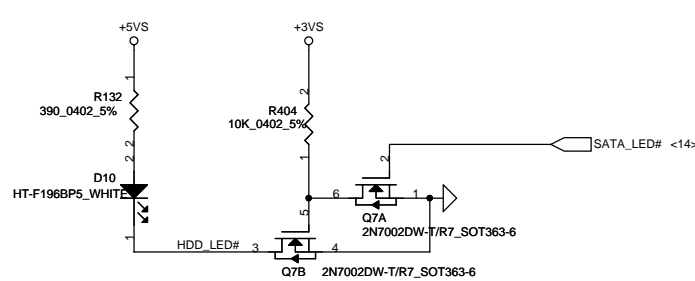 +5VS
+3VS
1
R132
390_0402_5%
2
2
D10
HT-F196BP5_WHITE
1
2
R404
10K_0402_5%
1
2
SATA_LED# <14>
6
1
Q7A
2N7002DW-T/R7_SOT363-6
5
HDD_LED#
3
4
Q7B
2N7002DW-T/R7_SOT363-6